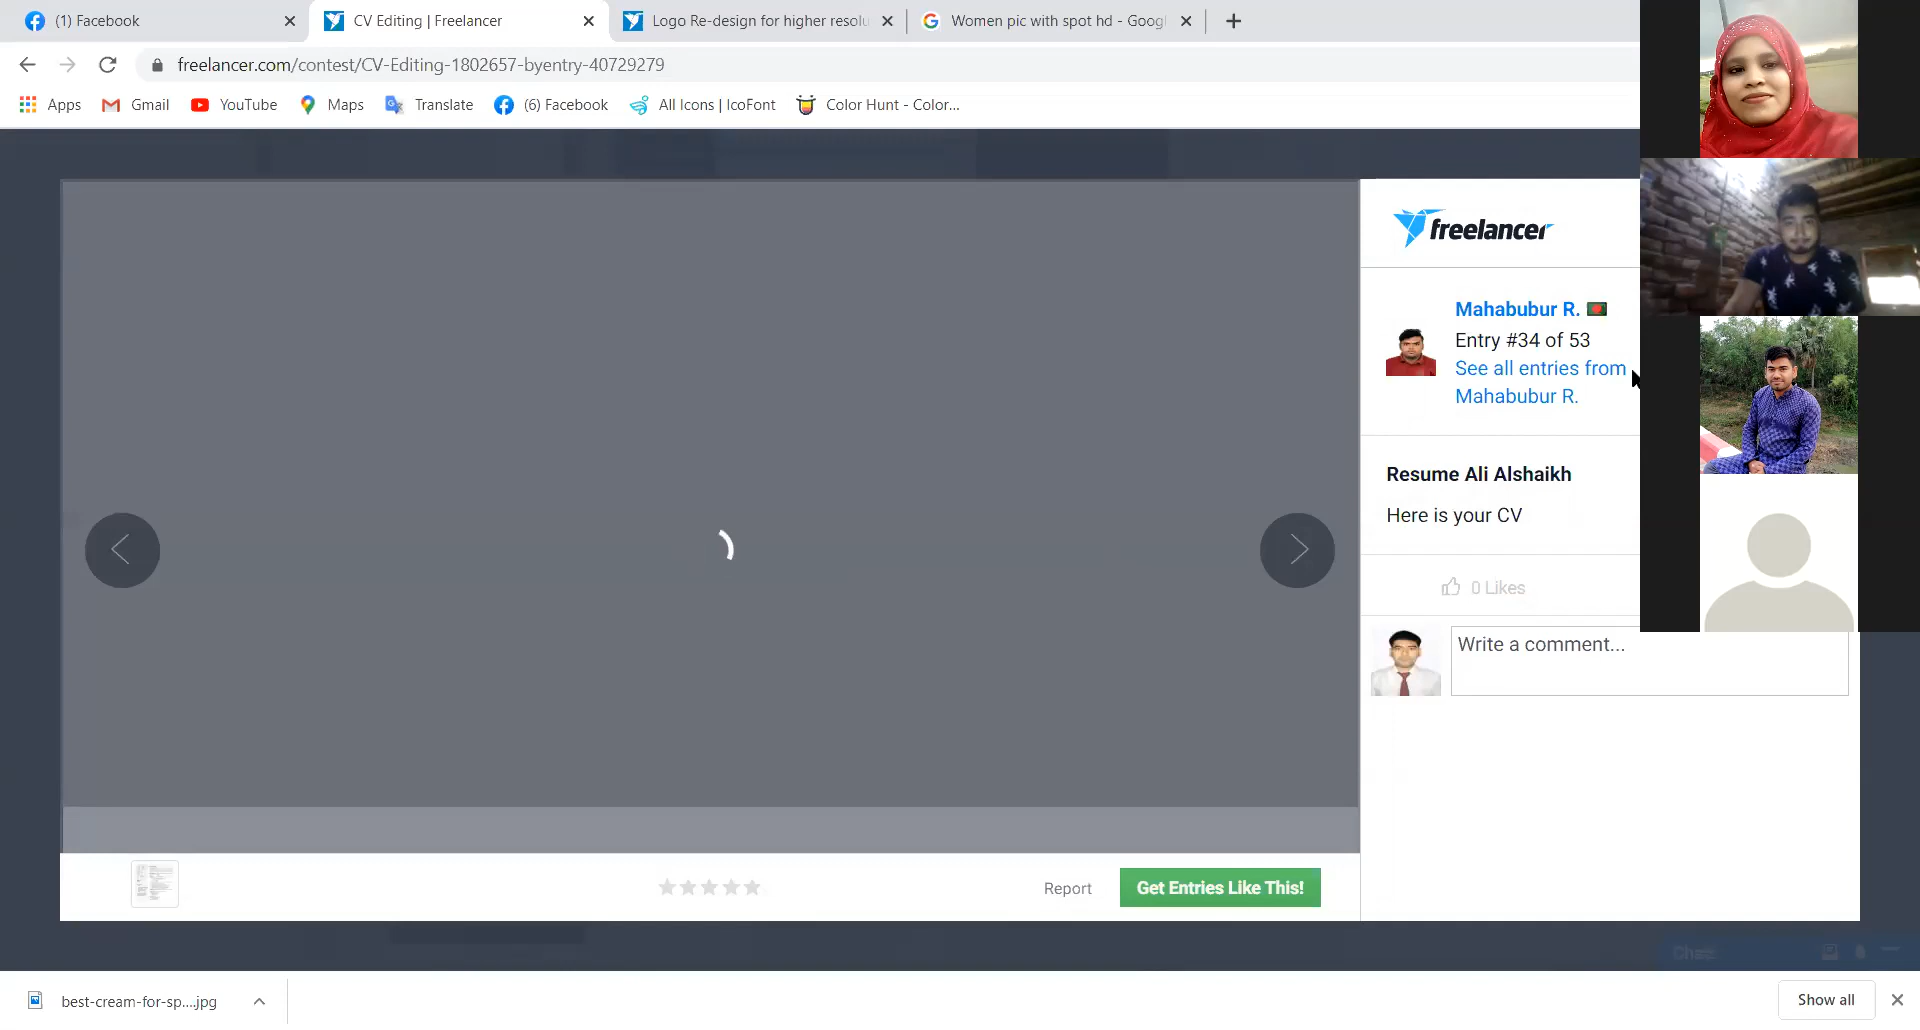 (1) Facebook
CV Editing | Freelancer
Logo Re-design for higher resolu
Women pic with spot hd - Googl
freelancer.com/contest/CV-Editing-1802657-byentry-40729279
Apps
Gmail
YouTube
Maps
Translate
(6) Facebook
All Icons | IcoFont
Color Hunt - Color...
freelancer
Mahabubur R.
Entry #34 of 53
See all entries from
Mahabubur R.
Resume Ali Alshaikh
Here is your CV
0 Likes
Write a comment...
Report
Get Entries Like This!
best-cream-for-sp....jpg
Show all